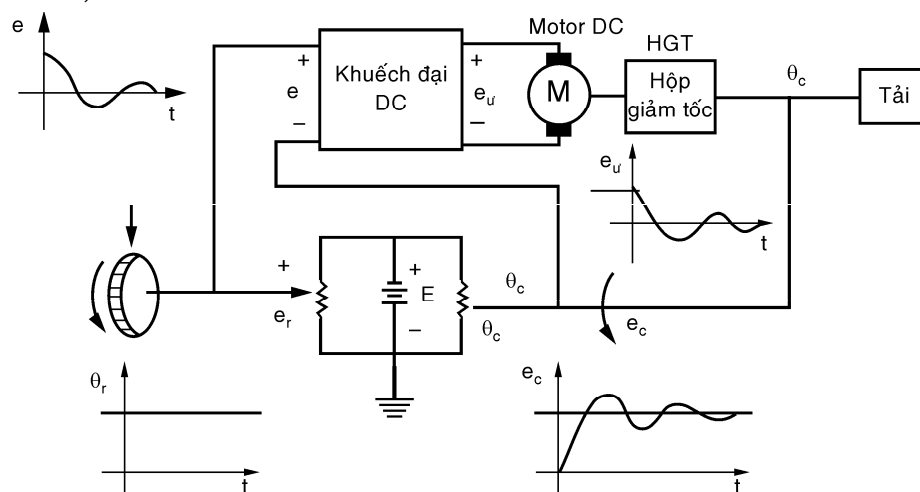 e
t
+
e
–
Khuếch đại
DC
+
eư
–
Motor DC
M
HGT
Hộp
giảm tốc
θc
Tải
eư
t
+
er
+
E
–
θc
θc
ec
θr
t
ec
t